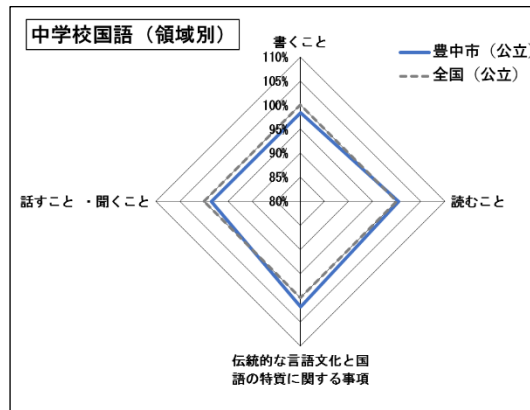 中学校国語（領域別）
書くこと
豊中市（公立）
全国（公立）
110%
105%
100%
95%
90%
85%
80%
話すこと ・聞くこと
読むこと
伝統的な言語文化と国
語の特質に関する事項